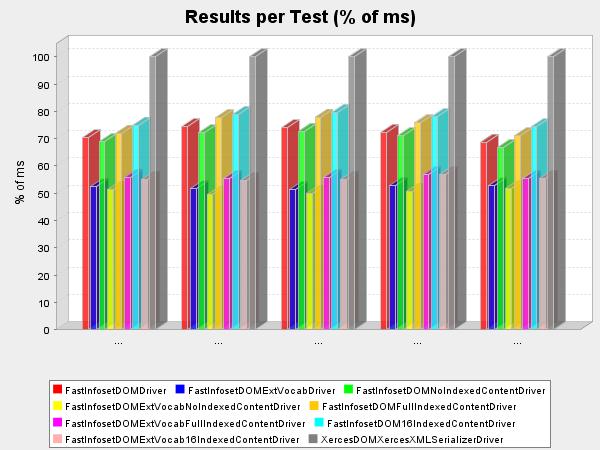 Results per Test (% of ms)
100
90
80
70
60
50
40
30
20
10
0
% of ms
... ... ... ... ...
FastInfosetDOMDriver FastInfosetDOMExtVocabDriver FastInfosetDOMNoIndexedContentDriver
FastInfosetDOMExtVocabNoIndexedContentDriver FastInfosetDOMFullIndexedContentDriver
FastInfosetDOMExtVocabFullIndexedContentDriver FastInfosetDOM16IndexedContentDriver
FastInfosetDOMExtVocab16IndexedContentDriver XercesDOMXercesXMLSerializerDriver